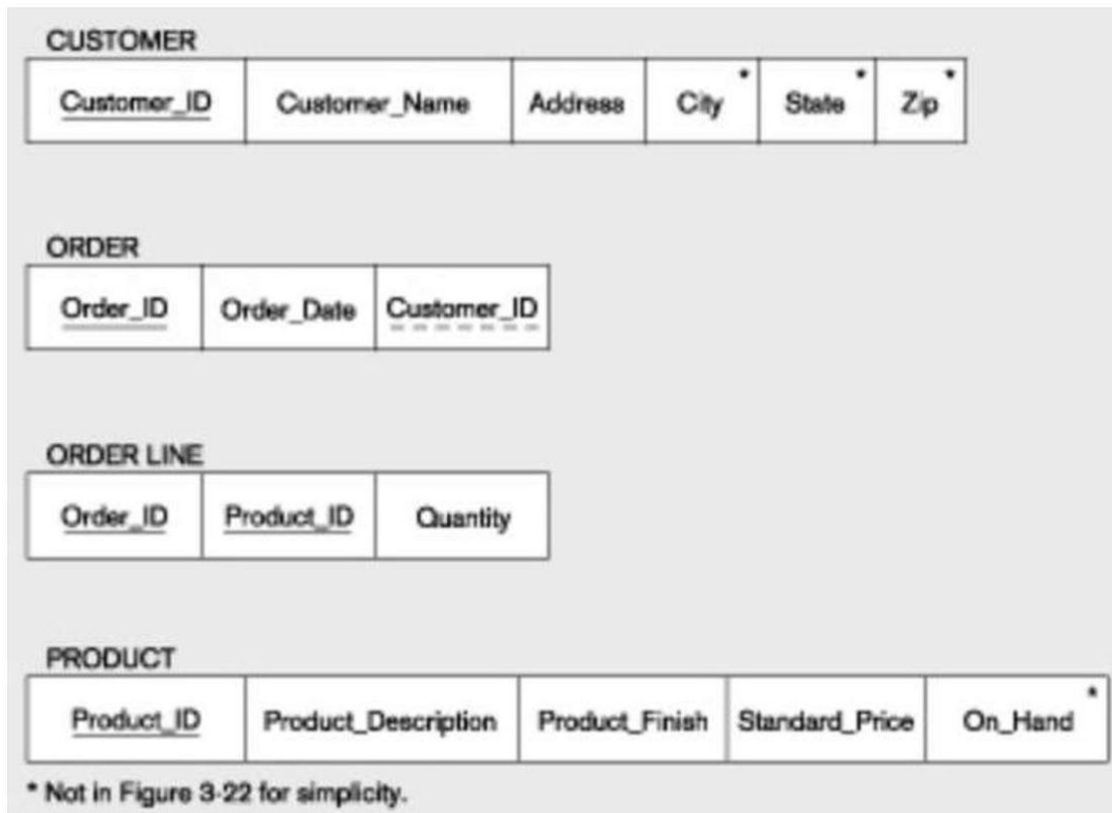 CUSTOMER
Customer_ID Customer_Name Address City * State * Zip *
ORDER
Order_ID Order_Date Customer_ID
ORDER LINE
Order_ID Product_ID Quantity
PRODUCT
Product_ID Product_Description Product_Finish Standard_Price On_Hand *
* Not in Figure 3-22 for simplicity.